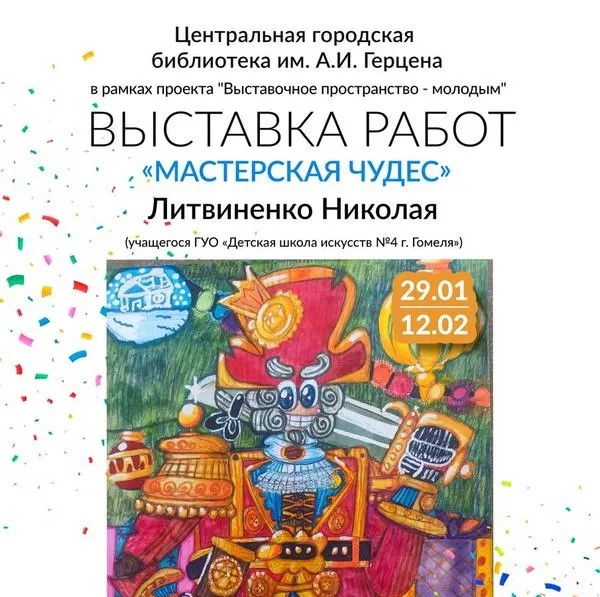 Центральная городская
библиотека им. А.И. Герцена
в рамках проекта "Выставочное пространство - молодым"
ВЫСТАВКА РАБОТ
«МАСТЕРСКАЯ ЧУДЕС»
Литвиненко Николая
(учащегося ГУО «Детская школа искусств №4 г. Гомеля»)
29.01
12.02